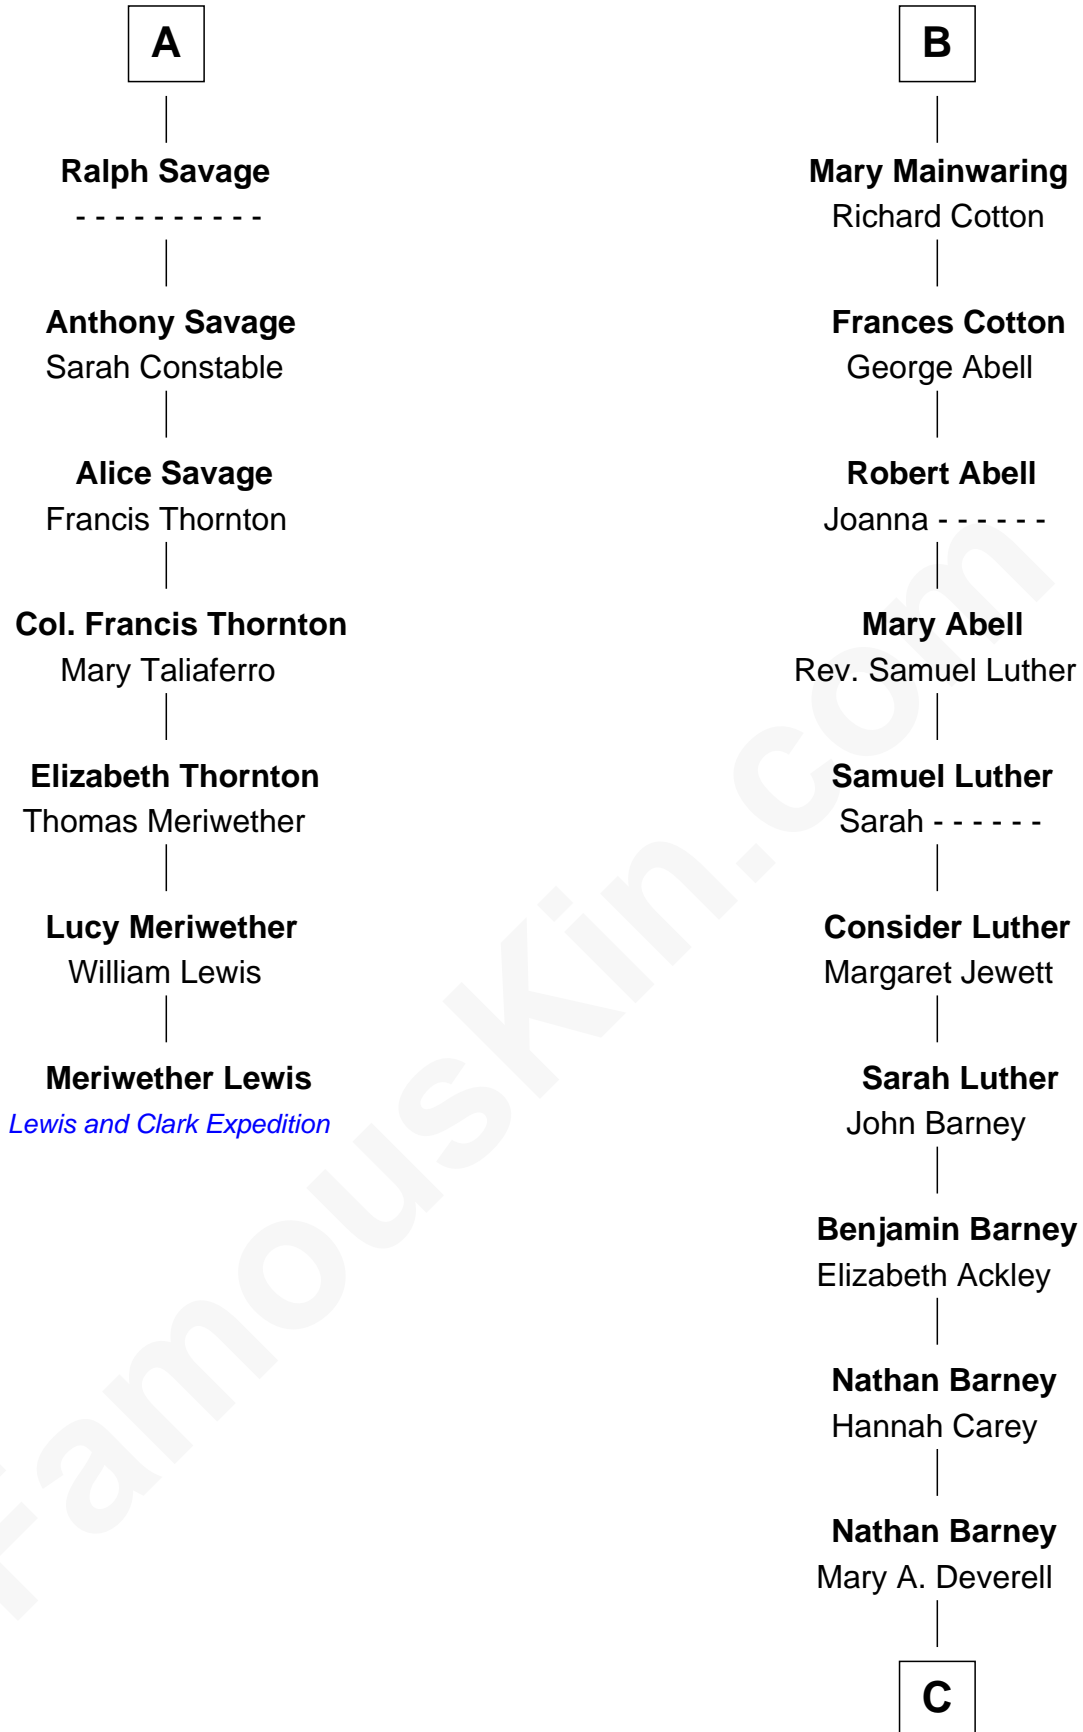 A
Ralph Savage
- - - - - - - - - -
Anthony Savage
Sarah Constable
Alice Savage
Francis Thornton
Col. Francis Thornton
Mary Taliaferro
Elizabeth Thornton
Thomas Meriwether
Lucy Meriwether
William Lewis
Meriwether Lewis
Lewis and Clark Expedition
B
Mary Mainwaring
Richard Cotton
Frances Cotton
George Abell
Robert Abell
Joanna - - - - - -
Mary Abell
Rev. Samuel Luther
Samuel Luther
Sarah - - - - - -
Consider Luther
Margaret Jewett
Sarah Luther
John Barney
Benjamin Barney
Elizabeth Ackley
Nathan Barney
Hannah Carey
Nathan Barney
Mary A. Deverell
C
FamousKin.com